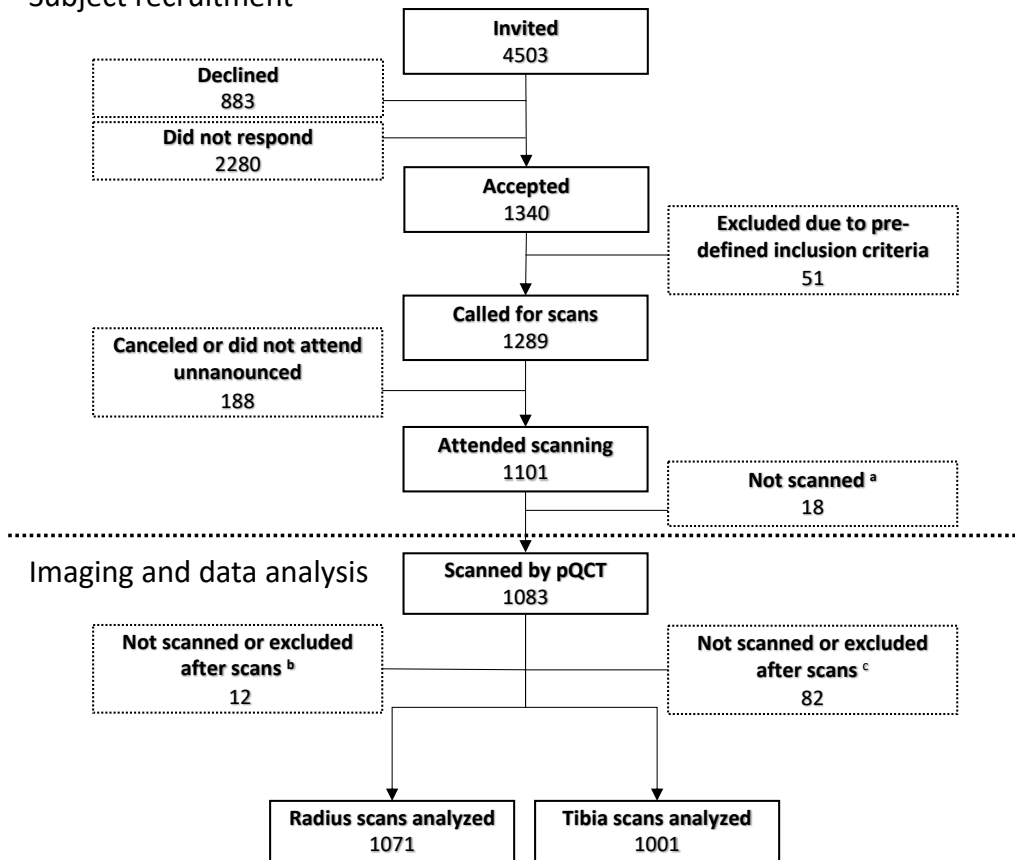 Subject recruitment
Invited
4503
Declined
883
Did not respond
2280
Accepted
1340
Excluded due to pre-
defined inclusion criteria
51
Called for scans
1289
Canceled or did not attend
unnanounced
188
Attended scanning
1101
Not scanned a
18
Imaging and data analysis
Scanned by pQCT
1083
Not scanned or excluded
after scans b
12
Not scanned or excluded
after scans c
82
Radius scans analyzed
1071
Tibia scans analyzed
1001